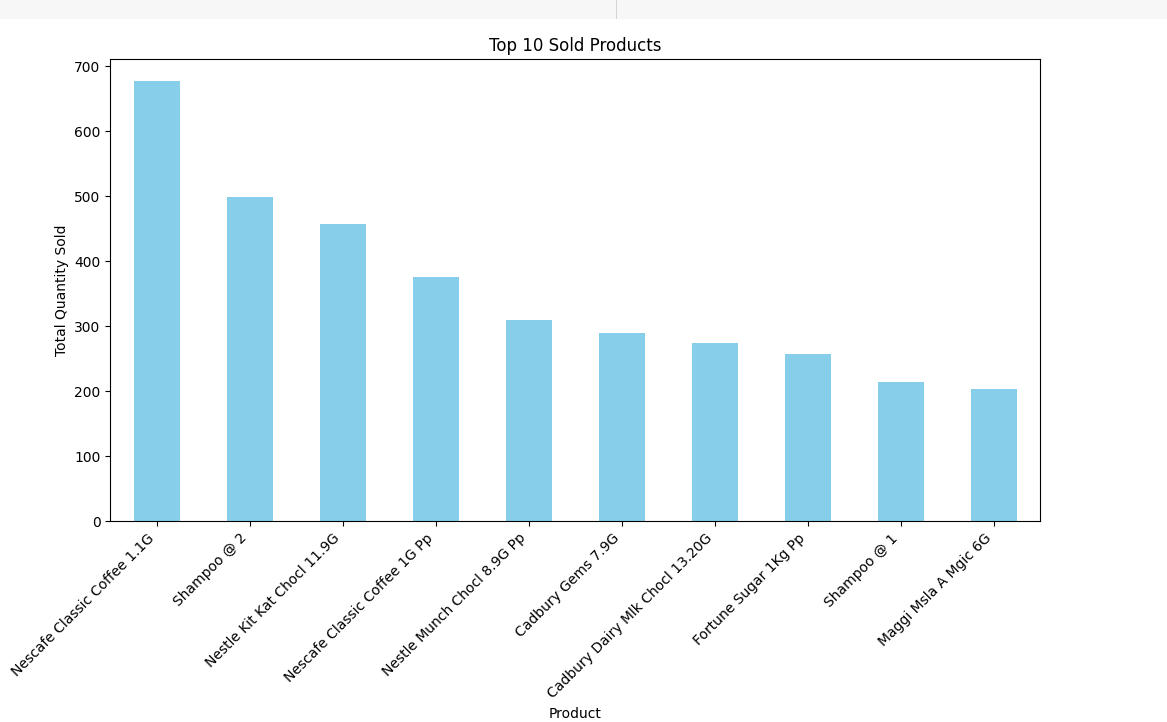 Top 10 Sold Products
Total Quantity Sold
700
600
500
400
300
200
100
0
Nescafe Classic Coffee 1.1G
Shampoo @ 2
Nestle Kit Kat Chocl 11.9G
Nescafe Classic Coffee 1G Pp
Nestle Munch Chocl 8.9G Pp
Cadbury Gems 7.9G
Cadbury Dairy Mlk Chocl 13.20G
Fortune Sugar 1Kg Pp
Shampoo @ 1
Maggi Msla A Mgic 6G
Product